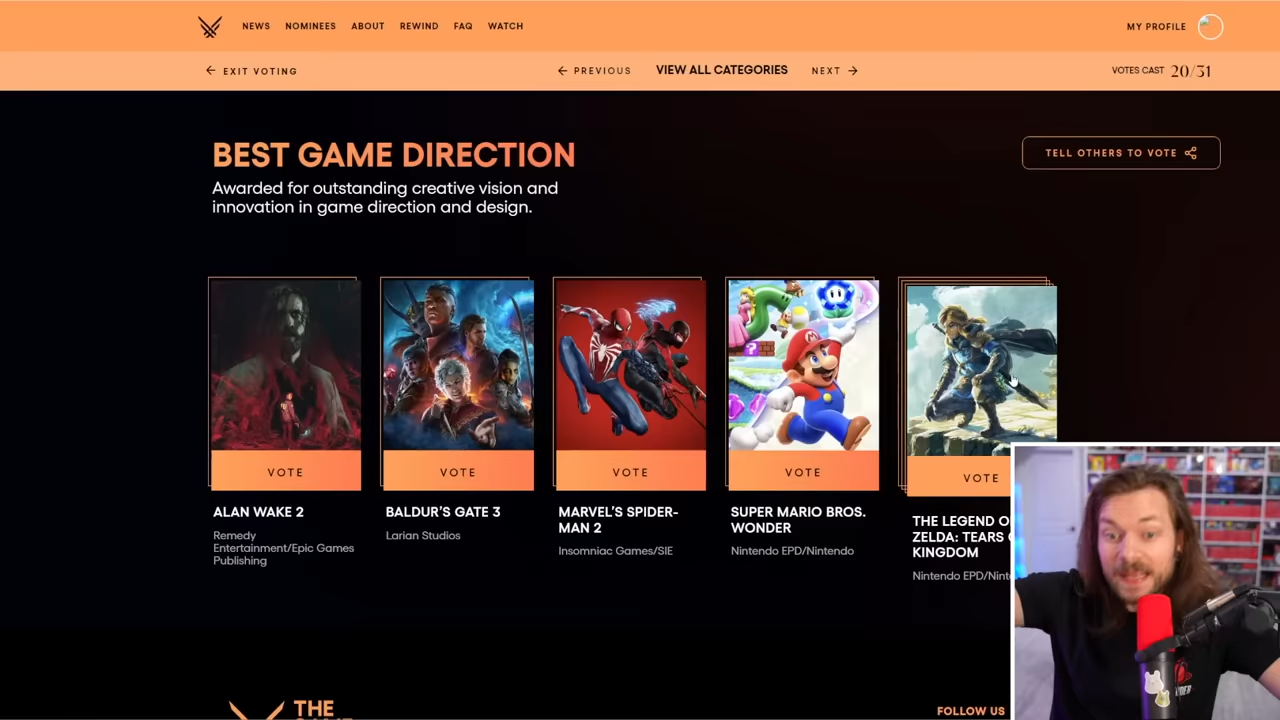 NEWS NOMINEES ABOUT REWIND FAQ WATCH MY PROFILE
EXIT VOTING PREVIOUS VIEW ALL CATEGORIES NEXT VOTES CAST 20/31
BEST GAME DIRECTION
TELL OTHERS TO VOTE
Awarded for outstanding creative vision and
innovation in game direction and design.
VOTE
ALAN WAKE 2
Remedy
Entertainment/Epic Games
Publishing
VOTE
BALDUR'S GATE 3
Larian Studios
VOTE
MARVEL'S SPIDER-
MAN 2
Insomniac Games/SIE
VOTE
SUPER MARIO BROS.
WONDER
Nintendo EPD/Nintendo
VOTE
THE LEGEND O
ZELDA: TEARS
KINGDOM
Nintendo EPD/Nint
THE
FOLLOW US